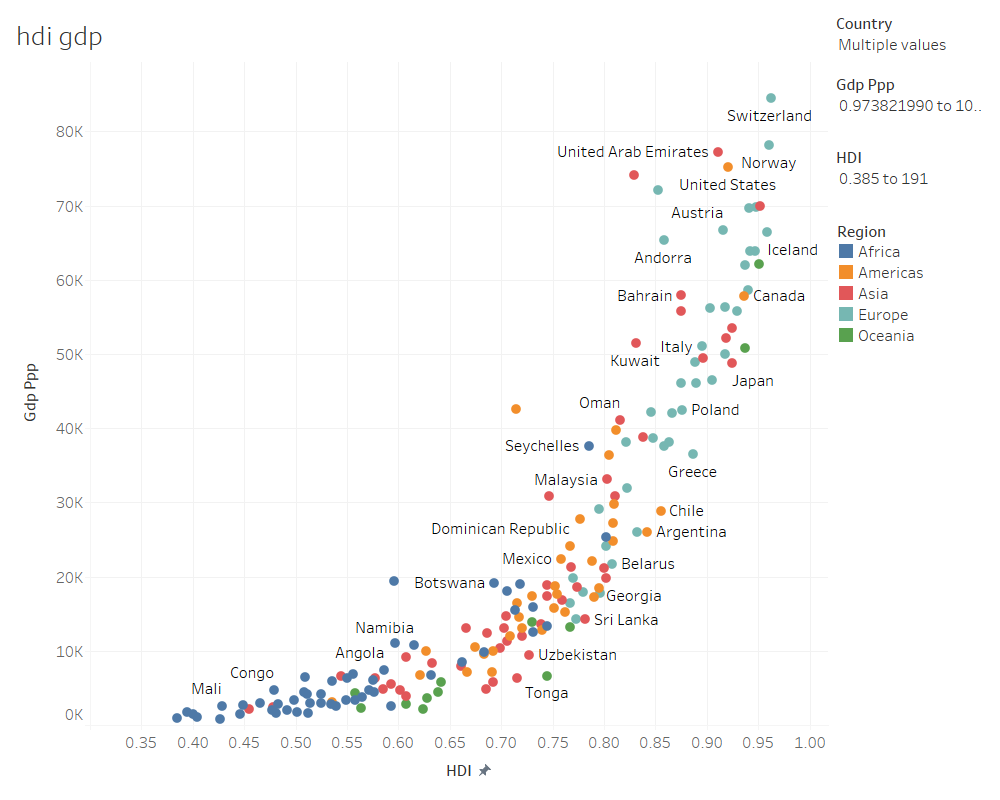 hdi gdp
Country
Multiple values
Gdp Ppp
0.973821990 to 10..
HDI
0.385 to 191
Region
Africa
Americas
Asia
Europe
Oceania
Gdp Ppp
80K
70K
60K
50K
40K
30K
20K
10K
0K
Switzerland
United Arab Emirates
Norway
United States
Austria
Iceland
Andorra
Bahrain
Canada
Italy
Kuwait
Japan
Oman
Poland
Seychelles
Greece
Malaysia
Chile
Dominican Republic
Argentina
Mexico
Belarus
Botswana
Georgia
Sri Lanka
Namibia
Angola
Uzbekistan
Congo
Mali
Tonga
0.35 0.40 0.45 0.50 0.55 0.60 0.65 0.70 0.75 0.80 0.85 0.90 0.95 1.00
HDI